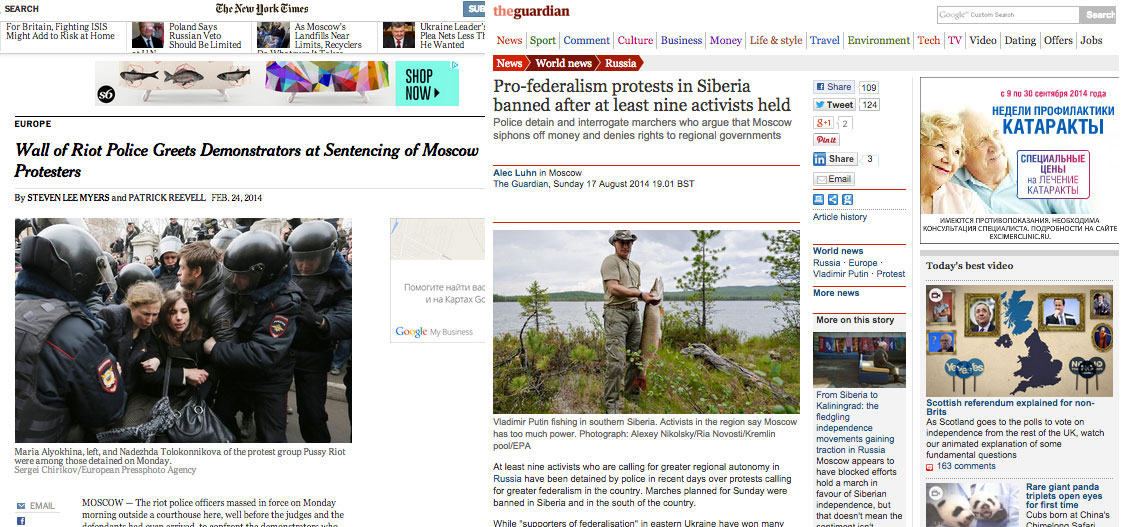 SEARCH
The New York Times
SUB
For Britain, Fighting ISIS
Might Add to Risk at Home
Poland Says
Russian Veto
Should Be Limited
at UN
As Moscow's
Landfills Near
Limits, Recyclers
Do Whatever It Takes
Ukraine Leader's
Plea Nets Less Th
He Wanted
s6
SHOP
NOW
EUROPE
Wall of Riot Police Greets Demonstrators at Sentencing of Moscow
Protesters
By STEVEN LEE MYERS and PATRICK REEVELL FEB. 24, 2014
Помогите найти вас
и на Картах Go
Google My Business
Maria Alyokhina, left, and Nadezhda Tolokonnikova of the protest group Pussy Riot
were among those detained on Monday.
Sergei Chirikov/European Pressphoto Agency
EMAIL
MOSCOW — The riot police officers massed in force on Monday
morning outside a courthouse here, well before the judges and the
defendants had even arrived, to confront the demonstrators who
theguardian
Google Custom Search
Search
News Sport Comment Culture Business Money Life & style Travel Environment Tech TV Video Dating Offers Jobs
News World news Russia
Pro-federalism protests in Siberia
banned after at least nine activists held
Police detain and interrogate marchers who argue that Moscow
siphons off money and denies rights to regional governments
Alec Luhn in Moscow
The Guardian, Sunday 17 August 2014 19.01 BST
Vladimir Putin fishing in southern Siberia. Activists in the region say Moscow
has too much power. Photograph: Alexey Nikolsky/Ria Novosti/Kremlin
pool/EPA
At least nine activists who are calling for greater regional autonomy in
Russia have been detained by police in recent days over protests calling
for greater federalism in the country. Marches planned for Sunday were
banned in Siberia and in the south of the country.
While "supporters of federalisation" in eastern Ukraine have won many
Share 109
Tweet 124
+1 2
Pin it
in Share 3
Email
Article history
World news
Russia · Europe ·
Vladimir Putin · Protest
More news
More on this story
From Siberia to
Kaliningrad: the
fledgling
independence
movements gaining
traction in Russia
Moscow appears to
have blocked efforts
hold a march in
favour of Siberian
independence, but
that doesn't mean the
sentiment isn't
с 9 по 30 сентября 2014 года
НЕДЕЛИ ПРОФИЛАКТИКИ
КАТАРАКТЫ
СПЕЦИАЛЬНЫЕ
ЦЕНЫ
на ЛЕЧЕНИЕ
КАТАРАКТЫ
ИМЕЮТСЯ ПРОТИВОПОКАЗАНИЯ. НЕОБХОДИМА
КОНСУЛЬТАЦИЯ СПЕЦИАЛИСТА. ПОДРОБНОСТИ НА САЙТЕ
EXCIMERCLINIC.RU.
Today's best video
Scottish referendum explained for non-
Brits
As Scotland goes to the polls to vote on
independence from the rest of the UK, watch
our animated explanation of some
fundamental questions
163 comments
Rare giant panda
triplets open eyes
for first time
Cubs born at China's
Chimelong Safari